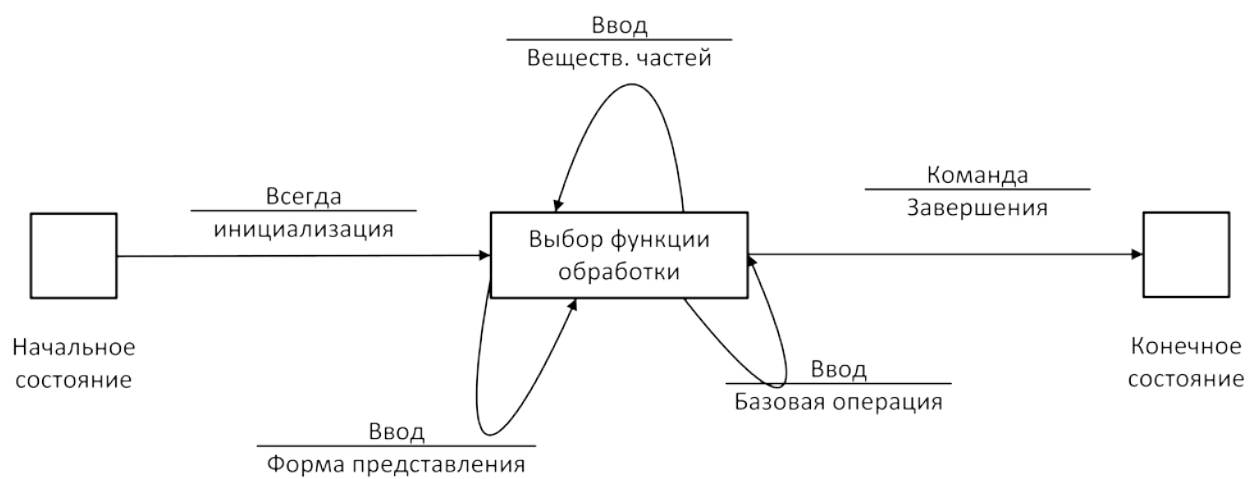 Ввод
Веществ. частей
Всегда
инициализация
Команда
Завершения
Выбор функции
обработки
Начальное
состояние
Конечное
состояние
Ввод
Базовая операция
Ввод
Форма представления